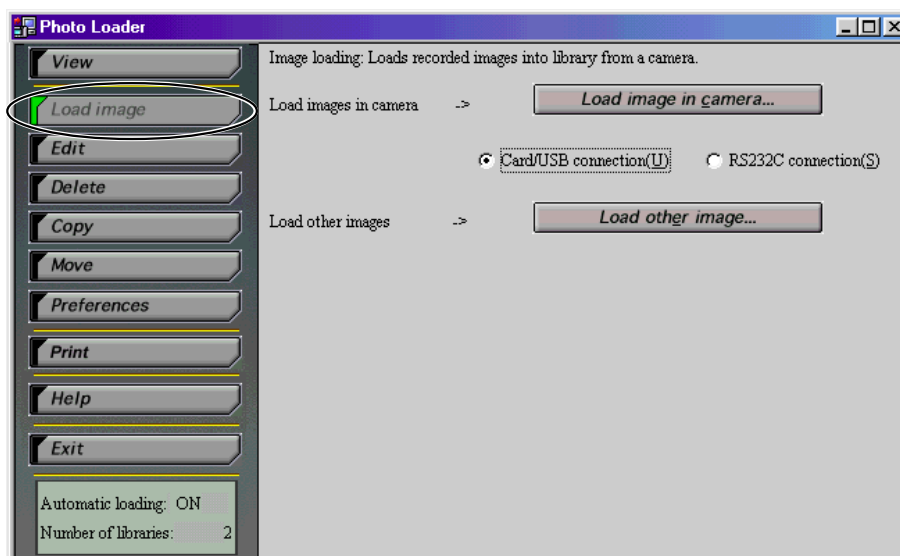 Photo Loader
View
Load image
Edit
Delete
Copy
Move
Preferences
Print
Help
Exit
Automatic loading: ON
Number of libraries: 2
Image loading: Loads recorded images into library from a camera.
Load images in camera -> Load image in camera...
Card/USB connection(U) RS232C connection(S)
Load other images -> Load other image...